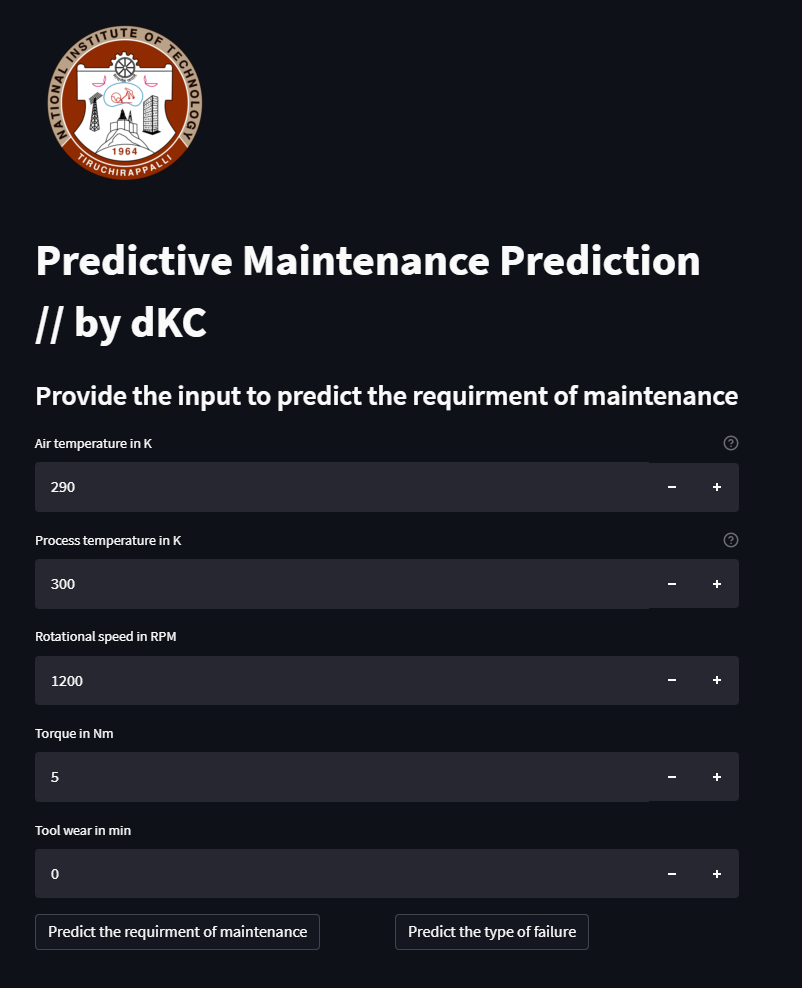 NATIONAL INSTITUTE OF TECHNOLOGY
1964
TIRUCHIRAPPALLI
Predictive Maintenance Prediction
// by dKC
Provide the input to predict the requirment of maintenance
Air temperature in K
290
Process temperature in K
300
Rotational speed in RPM
1200
Torque in Nm
5
Tool wear in min
0
Predict the requirment of maintenance
Predict the type of failure